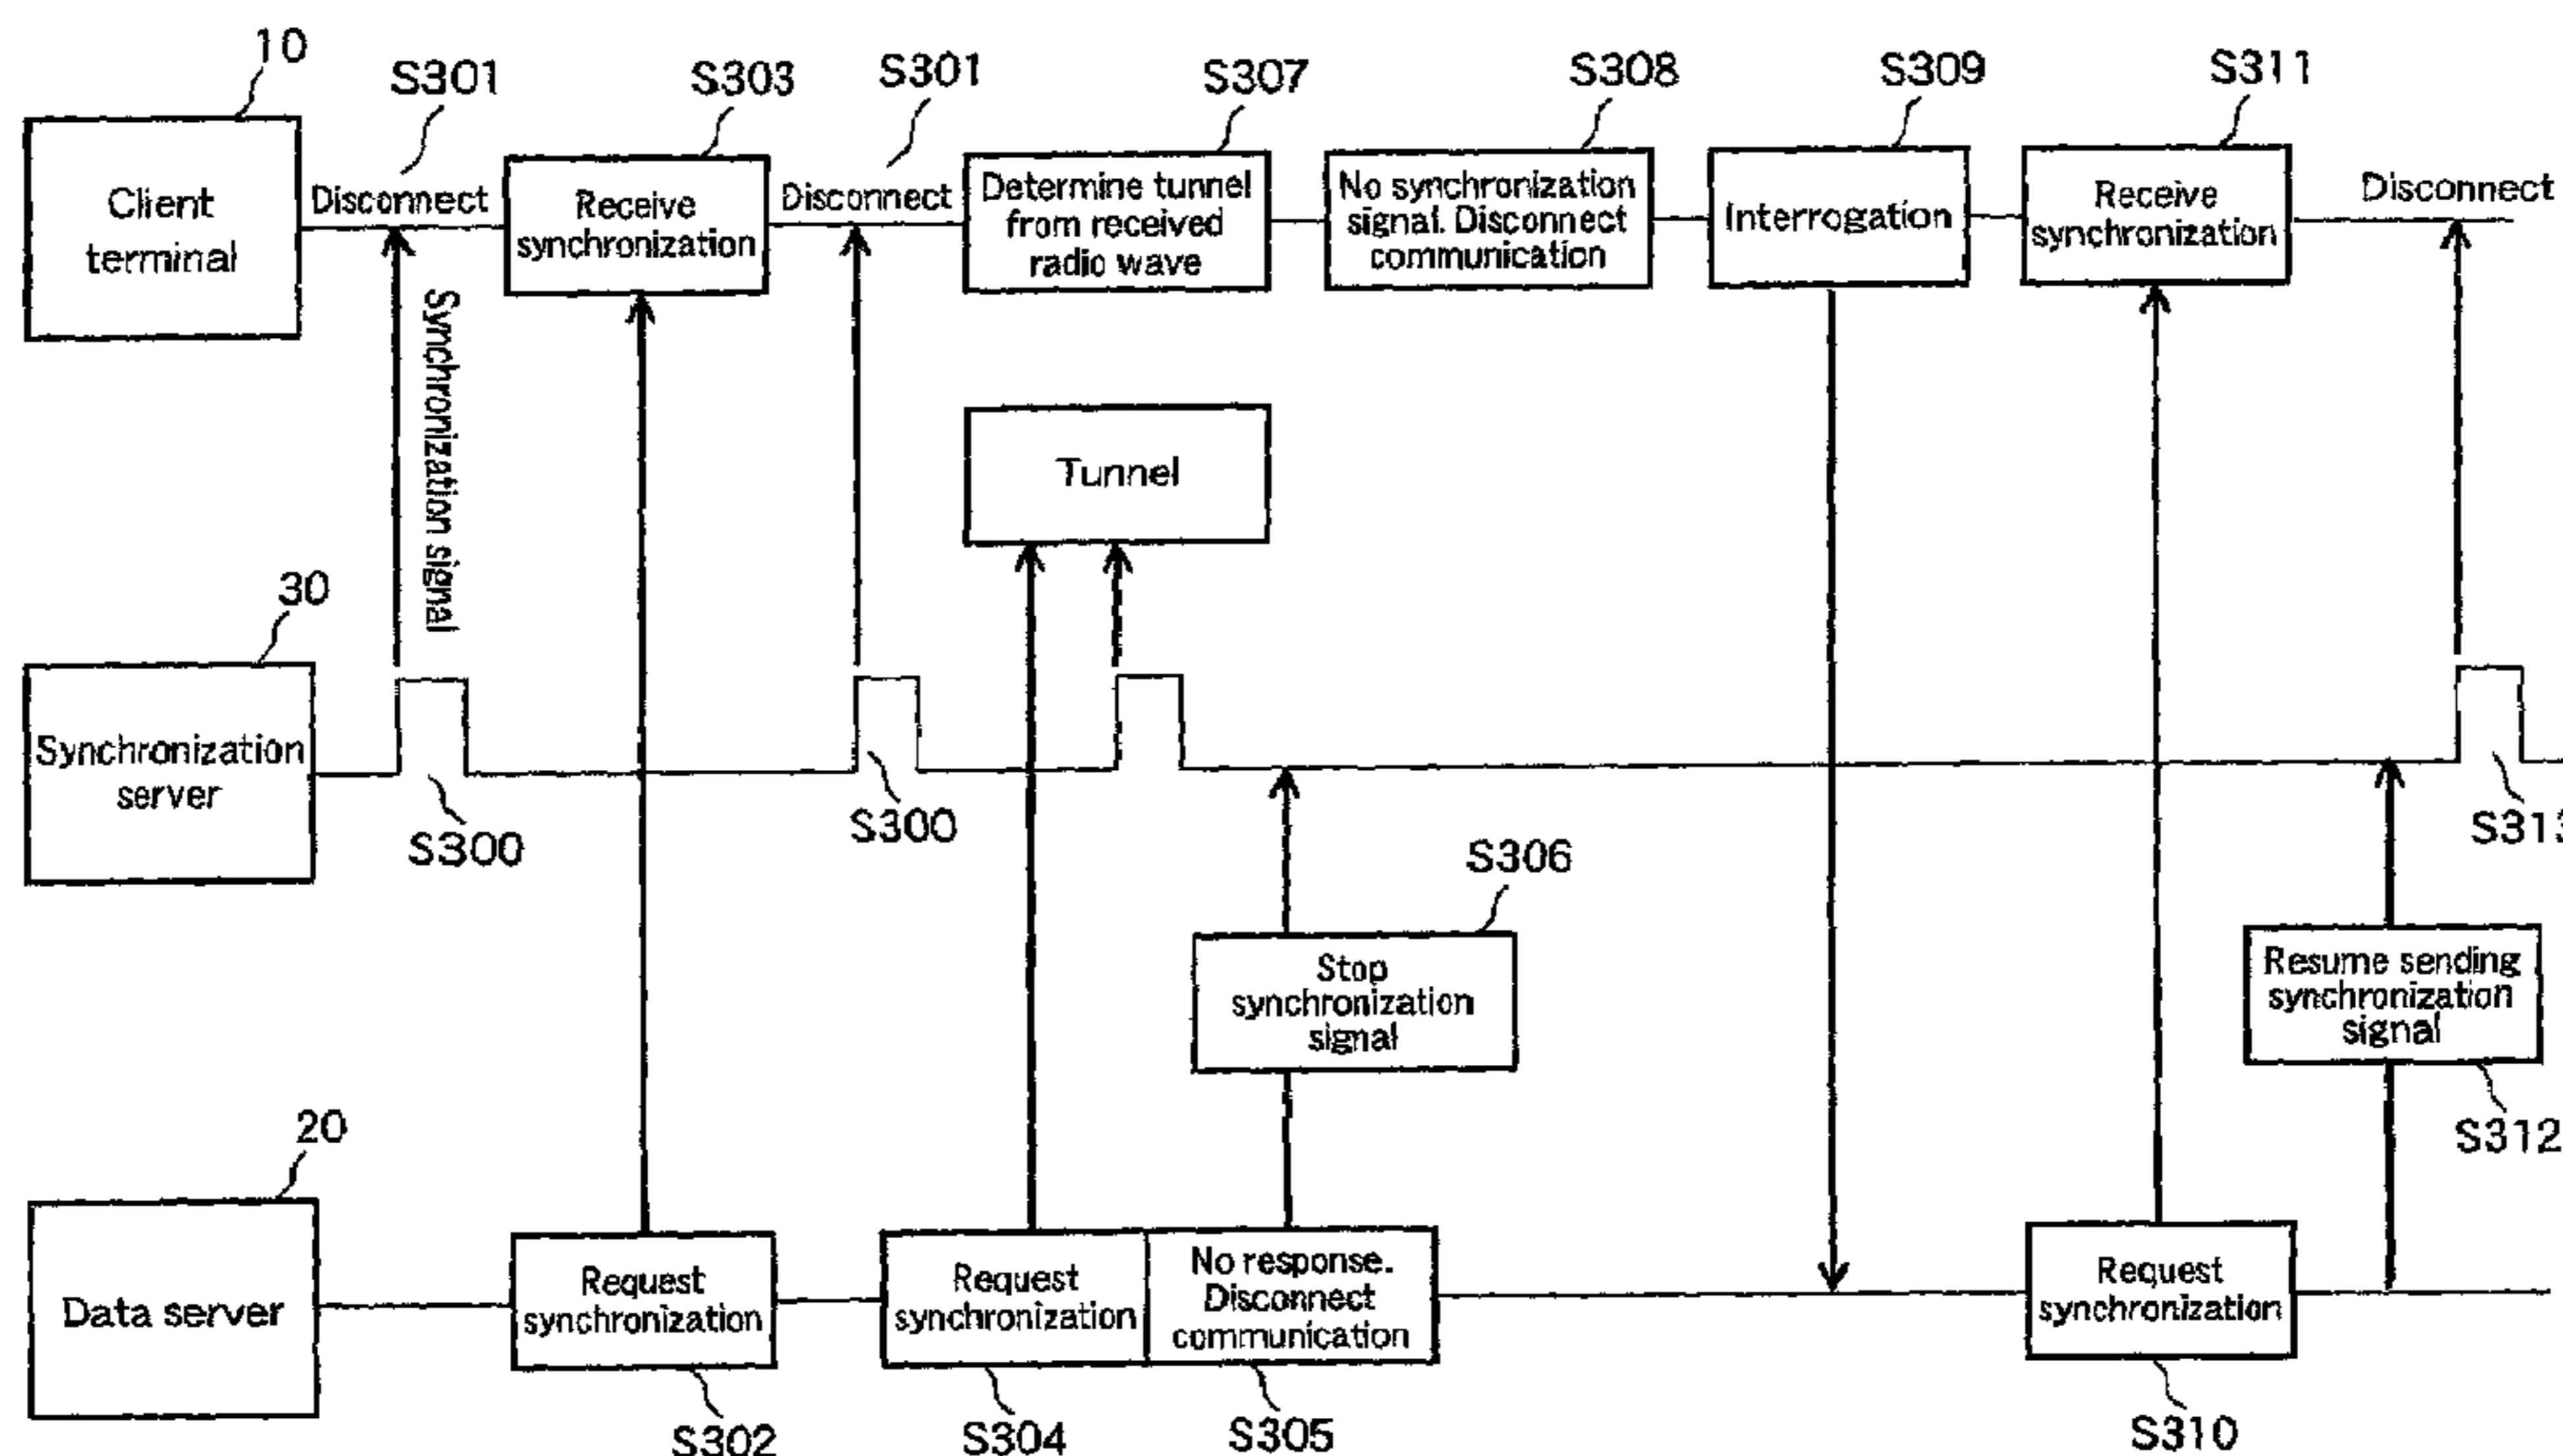 10
S301
S303
S301
S307
S308
S309
S311
Client
terminal
Disconnect
Receive
synchronization
Disconnect
Determine tunnel
from received
radio wave
No synchronization
signal. Disconnect
communication
Interrogation
Receive
synchronization
Disconnect
Synchronization signal
Tunnel
30
Synchronization
server
S300
S300
S313
S306
Stop
synchronization
signal
Resume sending
synchronization
signal
S312
20
Data server
Request
synchronization
Request
synchronization
No response.
Disconnect
communication
Request
synchronization
S302
S304
S305
S310